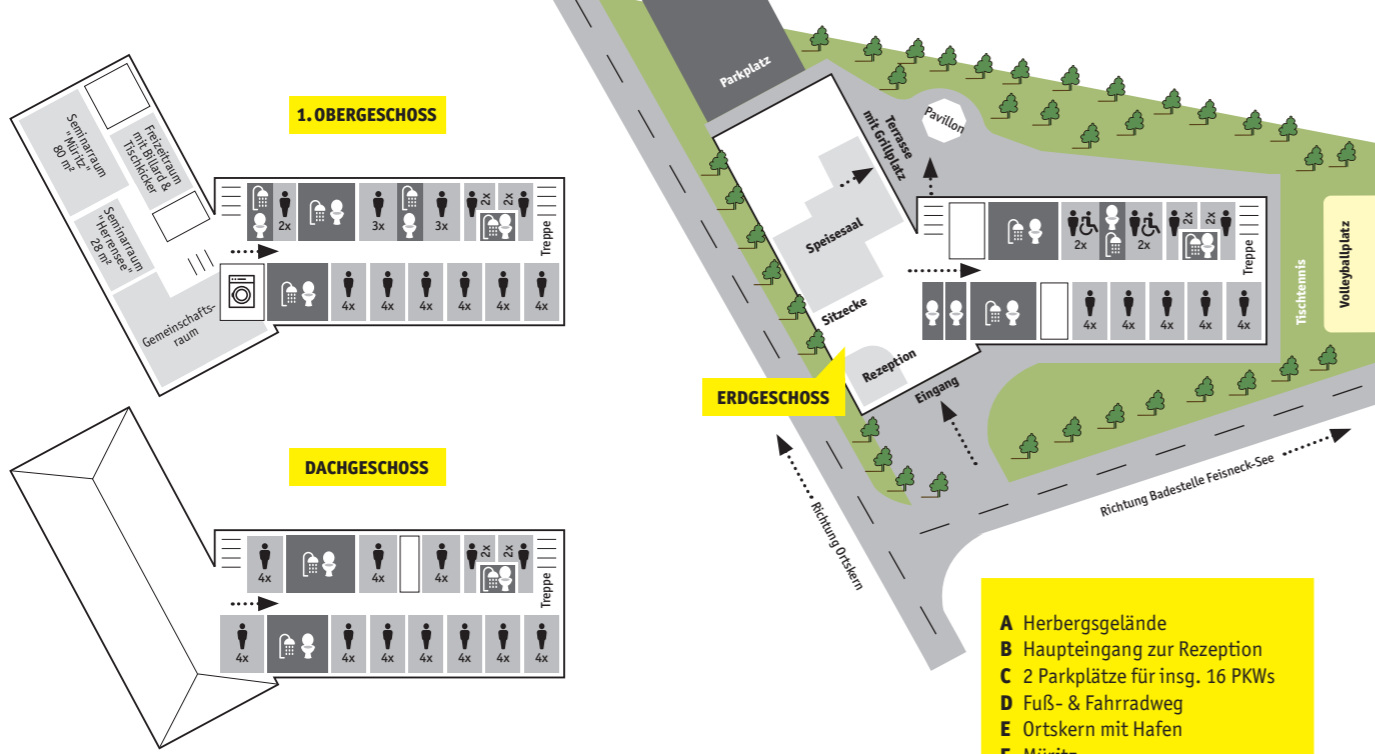 1. OBERGESCHOSS
Seminarraum
"Müritz"
80 m²
Freizeitraum
mit Billard &
Tischkicker
Seminarraum
"Herrensee"
28 m²
Gemeinschafts-
raum
2x
3x
3x
2x
2x
Treppe
4x
4x
4x
4x
4x
4x
DACHGESCHOSS
4x
4x
4x
2x
2x
Treppe
4x
4x
4x
4x
4x
4x
4x
Parkplatz
Terrasse
mit Grillplatz
Pavillon
Speisesaal
Sitzecke
Rezeption
Eingang
2x
2x
2x
2x
Treppe
4x
4x
4x
4x
4x
Tischtennis
Volleyballplatz
ERDGESCHOSS
Richtung Ortskern
Richtung Badestelle Feisneck-See
A Herbergsgelände
B Haupteingang zur Rezeption
C 2 Parkplätze für insg. 16 PKWs
D Fuß- & Fahrradweg
E Ortskern mit Hafen
F Müritz